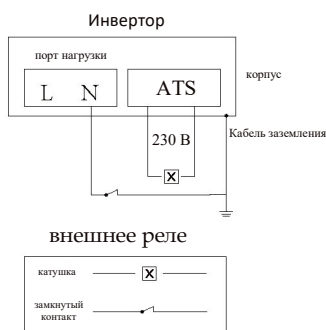 Инвертор
порт нагрузки
корпус
L N
ATS
230 В
Кабель заземления
X
внешнее реле
катушка
X
замкнутый
контакт